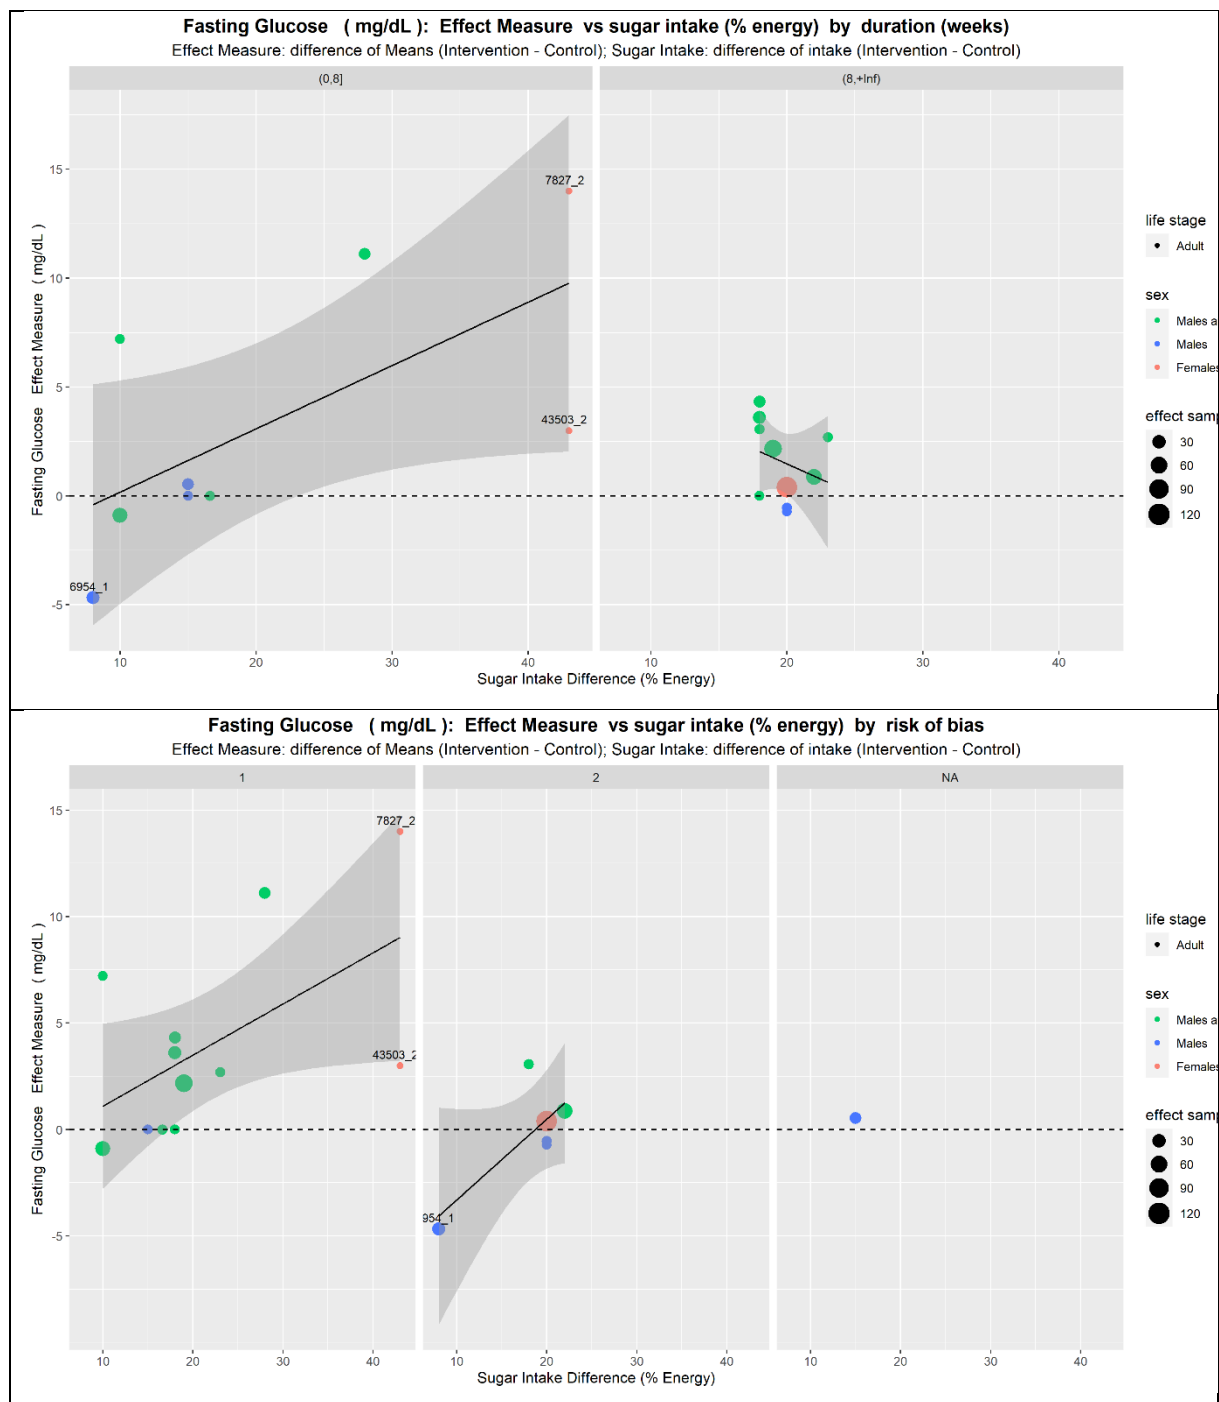 Fasting Glucose ( mg/dL ): Effect Measure vs sugar intake (% energy) by duration (weeks)
Effect Measure: difference of Means (Intervention - Control); Sugar Intake: difference of intake (Intervention - Control)
(0,8]
(8,+Inf)
15
10
5
0
-5
Fasting Glucose Effect Measure ( mg/dL )
7827_2
43503_2
6954_1
10
20
30
40
10
20
30
40
Sugar Intake Difference (% Energy)
life stage
Adult
sex
Males a
Males
Females
effect samp
30
60
90
120
Fasting Glucose ( mg/dL ): Effect Measure vs sugar intake (% energy) by risk of bias
Effect Measure: difference of Means (Intervention - Control); Sugar Intake: difference of intake (Intervention - Control)
1
2
NA
15
10
5
0
-5
Fasting Glucose Effect Measure ( mg/dL )
7827_2
43503_2
954_1
10
20
30
40
10
20
30
40
10
20
30
40
Sugar Intake Difference (% Energy)
life stage
Adult
sex
Males a
Males
Females
effect samp
30
60
90
120